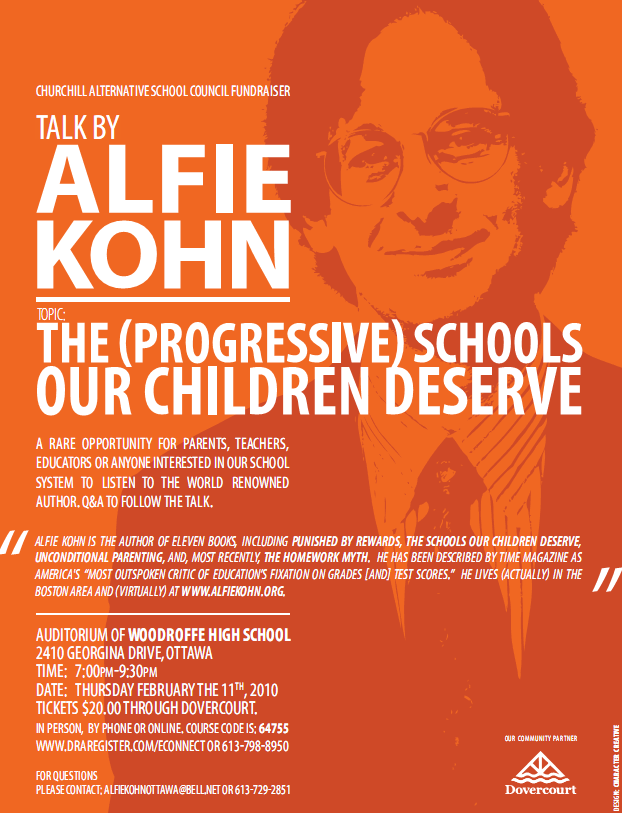 CHURCHILL ALTERNATIVE SCHOOL COUNCIL FUNDRAISER
TALK BY
ALFIE
KOHN
TOPIC:
THE (PROGRESSIVE) SCHOOLS
OUR CHILDREN DESERVE
A RARE OPPORTUNITY FOR PARENTS, TEACHERS,
EDUCATORS OR ANYONE INTERESTED IN OUR SCHOOL
SYSTEM TO LISTEN TO THE WORLD RENOWNED
AUTHOR. Q&A TO FOLLOW THE TALK.
"ALFIE KOHN IS THE AUTHOR OF ELEVEN BOOKS, INCLUDING PUNISHED BY REWARDS, THE SCHOOLS OUR CHILDREN DESERVE,
UNCONDITIONAL PARENTING, AND, MOST RECENTLY, THE HOMEWORK MYTH. HE HAS BEEN DESCRIBED BY TIME MAGAZINE AS
AMERICA'S "MOST OUTSPOKEN CRITIC OF EDUCATION'S FIXATION ON GRADES [AND] TEST SCORES." HE LIVES (ACTUALLY) IN THE
BOSTON AREA AND (VIRTUALLY) AT WWW.ALFIEKOHN.ORG."
AUDITORIUM OF WOODROFFE HIGH SCHOOL
2410 GEORGINA DRIVE, OTTAWA
TIME: 7:00PM-9:30PM
DATE: THURSDAY FEBRUARY THE 11TH, 2010
TICKETS $20.00 THROUGH DOVERCOURT.
IN PERSON, BY PHONE OR ONLINE. COURSE CODE IS: 64755
WWW.DRAREGISTER.COM/ECONNECT OR 613-798-8950
FOR QUESTIONS
PLEASE CONTACT; ALFIEKOHNOTTAWA@BELL,NET OR 613-729-2851
OUR COMMUNITY PARTNER
Dovercourt
DESIGN: CHARACTER CREATIVE